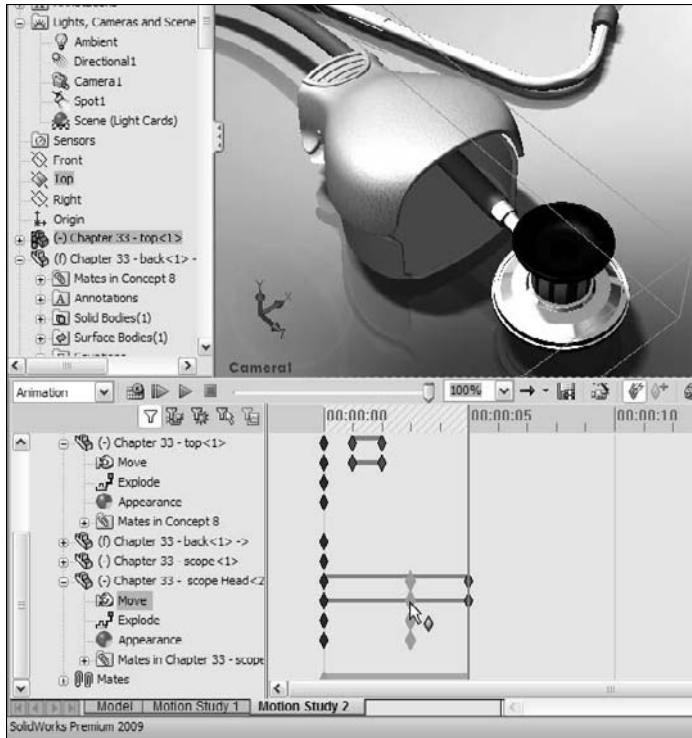 Annotations
Lights, Cameras and Scene
Ambient
Directional1
Camera1
Spot1
Scene (Light Cards)
Sensors
Front
Top
Right
Origin
(-) Chapter 33 - top<1>
(f) Chapter 33 - back<1> -
Mates in Concept 8
Annotations
Solid Bodies(1)
Surface Bodies(1)
Equations
Y
X
Z
Camera1
Animation
100%
00:00:00 00:00:05 00:00:10
(-) Chapter 33 - top<1>
Move
Explode
Appearance
Mates in Concept 8
(f) Chapter 33 - back<1> ->
(-) Chapter 33 - scope<1>
(-) Chapter 33 - scope Head<2
Move
Explode
Appearance
Mates in Chapter 33 - scope
Mates
Model Motion Study 1 Motion Study 2
SolidWorks Premium 2009